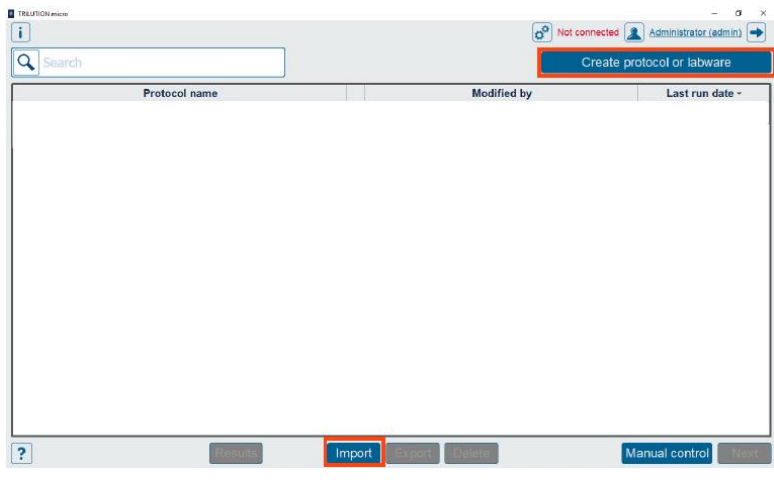 TRILUTION micro
i
Not connected Administrator (admin)
Search
Create protocol or labware
Protocol name Modified by Last run date
?
Results Import Export Delete Manual control Next